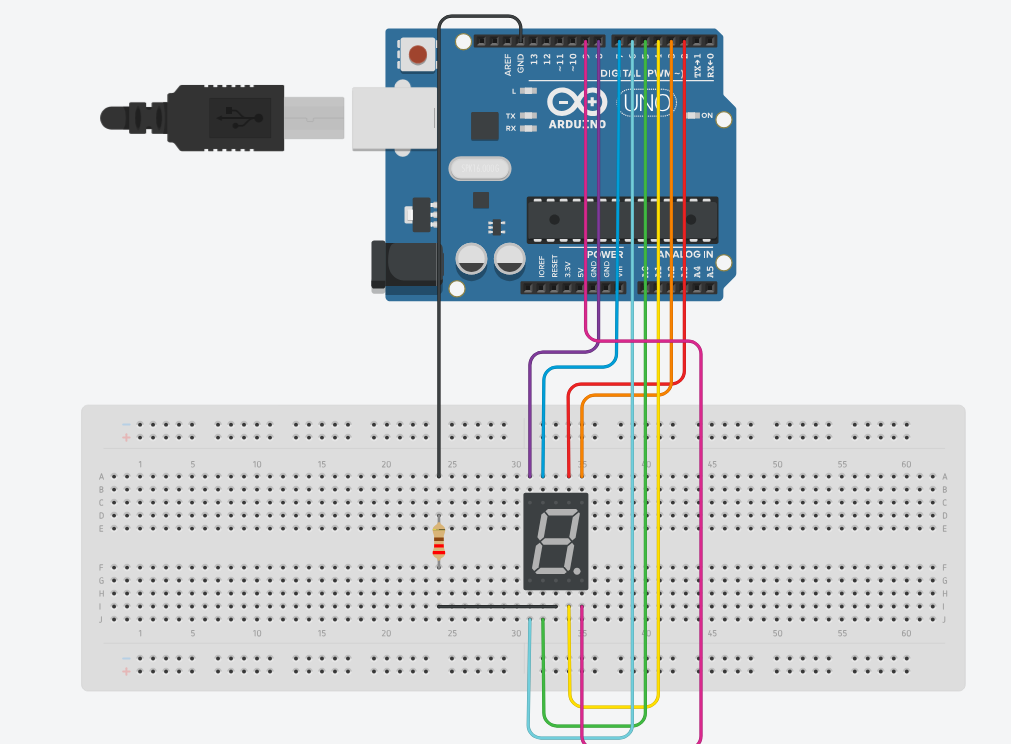 AREF
GND
13
12
~11
~10
TX→1
RX←0
DIGITAL (PWM~)
L
TX
RX
ARDUINO
UNO
ON
POWER
ANALOG IN
IOREF
RESET
3.3V
5V
GND
GND
A4
A5
− −
+ +
1 5 10 15 20 25 30 35 40 45 50 55 60
A A
B B
C C
D D
E E
F F
G G
H H
I I
J J
1 5 10 15 20 25 30 35 40 45 50 55 60
− −
+ +
8.